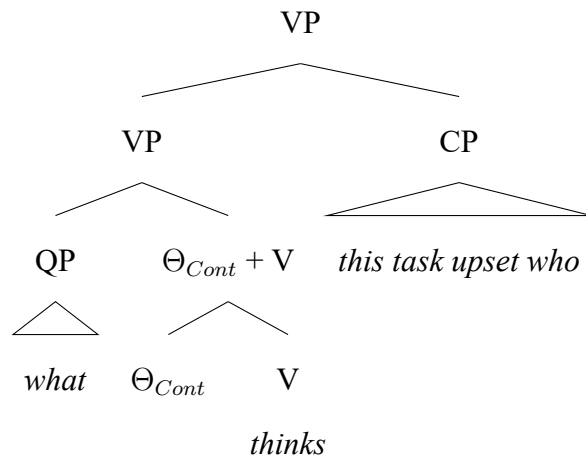 VP
VP CP
QP Θ_Cont + V this task upset who
what Θ_Cont V
thinks